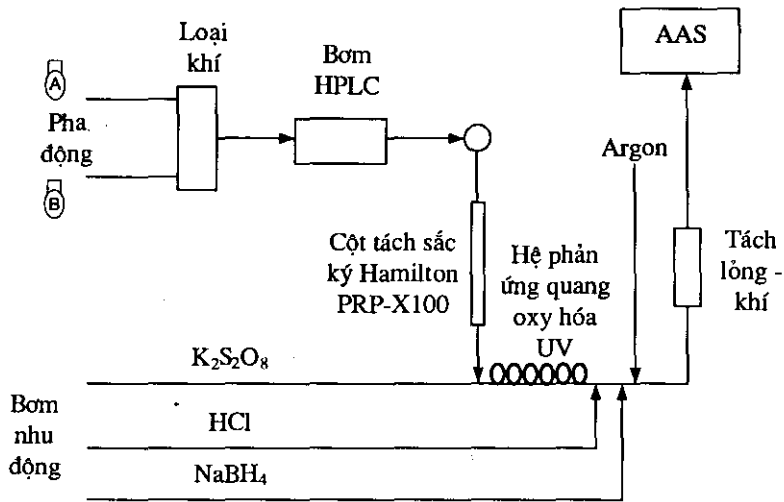 Loại
khí
Bơm
HPLC
AAS
A
Pha
động
B
Argon
Cột tách sắc
ký Hamilton
PRP-X100
Hệ phản
ứng quang
oxy hóa
UV
Tách
lỏng -
khí
K₂S₂O₈
Bơm
nhu
động
HCl
NaBH₄